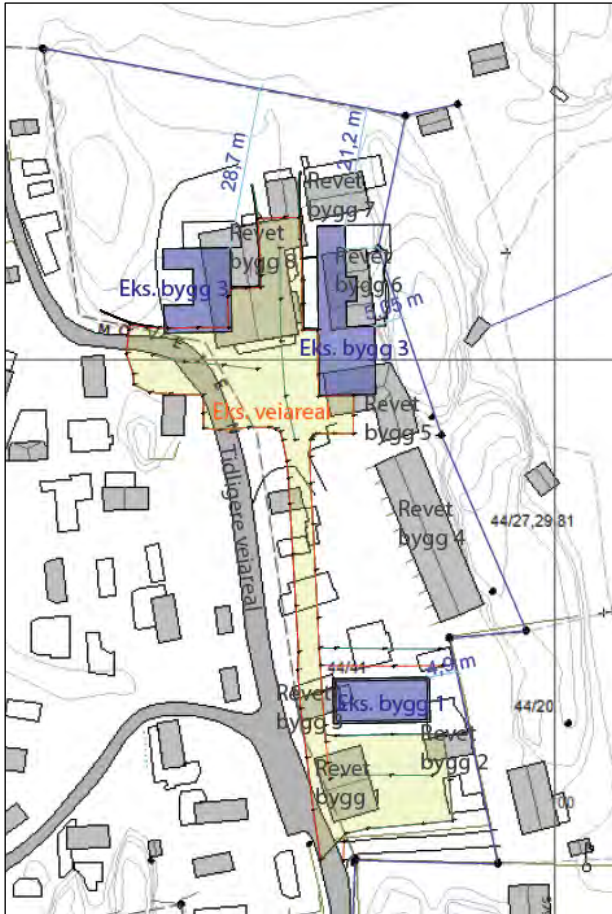 28,7 m
21,2 m
Revet
bygg 7
Revet
bygg 8
Revet
bygg 6
Eks. bygg 3
5,95 m
Eks. bygg 3
Eks. veiareal
Revet
bygg 5
Tidligere veiareal
Revet
bygg 4
44/27,29,81
44/41
4,9 m
Eks. bygg 1
Revet
bygg 3
44/20
Revet
bygg 2
Revet
bygg 1